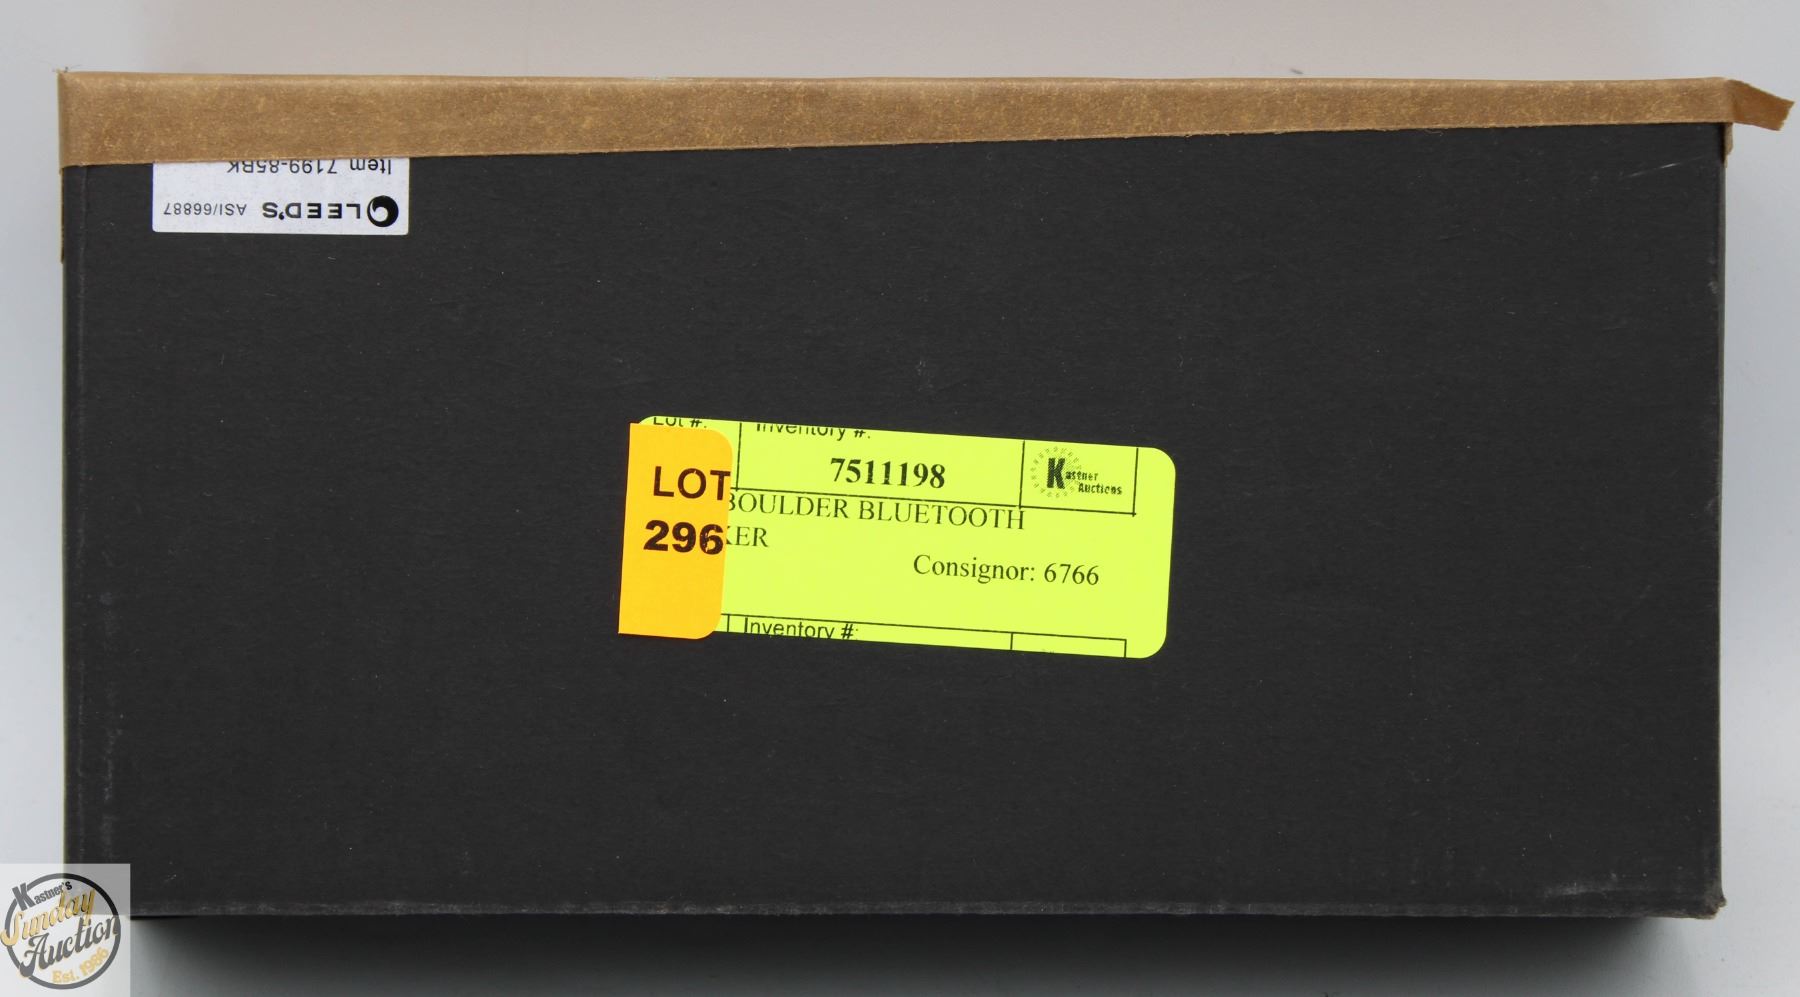 Item 7199-85BK
LEED'S ASI/66887
Lot #: Inventory #:
7511198
Kastner
Auctions
LOT
296
BOULDER BLUETOOTH
KER
Consignor: 6766
Inventory #:
Kastner's
Sunday
Auction
Est. 1986